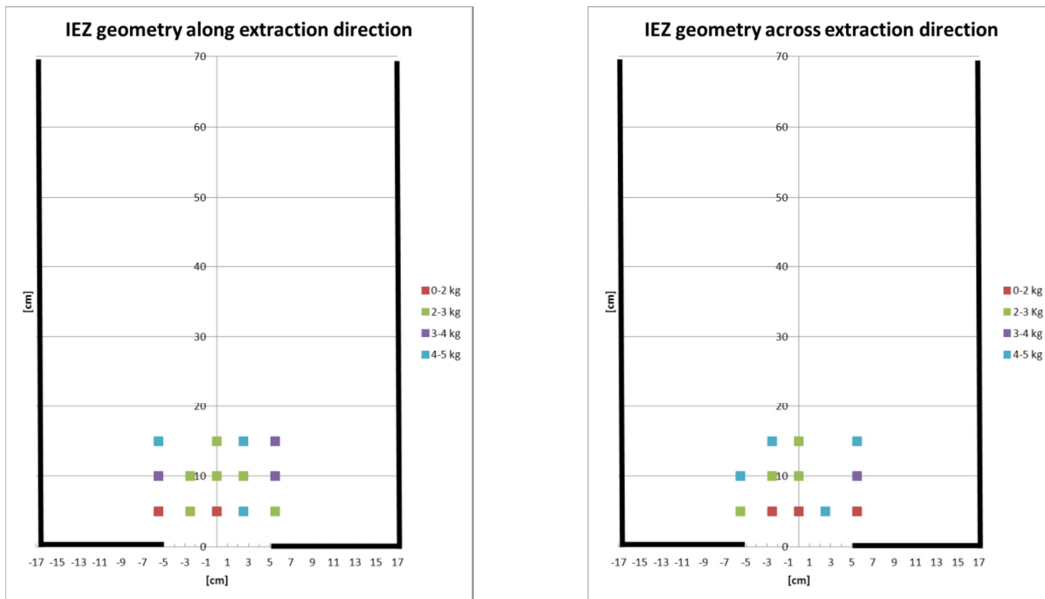 IEZ geometry along extraction direction
70
60
50
40
30
20
10
0
[cm]
-17 -15 -13 -11 -9 -7 -5 -3 -1 1 3 5 7 9 11 13 15 17
[cm]
0-2 kg
2-3 kg
3-4 kg
4-5 kg
IEZ geometry across extraction direction
70
60
50
40
30
20
10
0
[cm]
-17 -15 -13 -11 -9 -7 -5 -3 -1 1 3 5 7 9 11 13 15 17
[cm]
0-2 kg
2-3 Kg
3-4 kg
4-5 kg